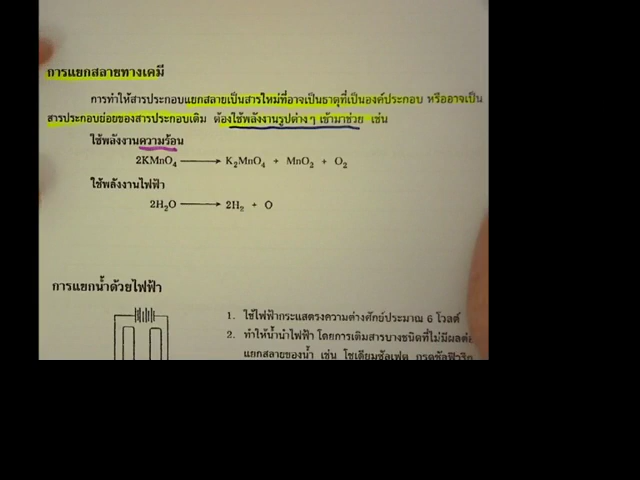 การแยกสลายทางเคมี
การทำให้สารประกอบแยกสลายเป็นสารใหม่ที่อาจเป็นธาตุที่เป็นองค์ประกอบ หรืออาจเป็น
สารประกอบย่อยของสารประกอบเดิม ต้องใช้พลังงานรูปต่างๆ เข้ามาช่วย เช่น
ใช้พลังงานความร้อน
2KMnO₄ ⟶ K₂MnO₄ + MnO₂ + O₂
ใช้พลังงานไฟฟ้า
2H₂O ⟶ 2H₂ + O
การแยกน้ำด้วยไฟฟ้า
1. ใช้ไฟฟ้ากระแสตรงความต่างศักย์ประมาณ 6 โวลต์
2. ทำให้น้ำนำไฟฟ้า โดยการเติมสารบางชนิดที่ไม่มีผลต่อ
แยกสลายของน้ำ เช่น โซเดียมซัลเฟต กรดซัลฟิวริก